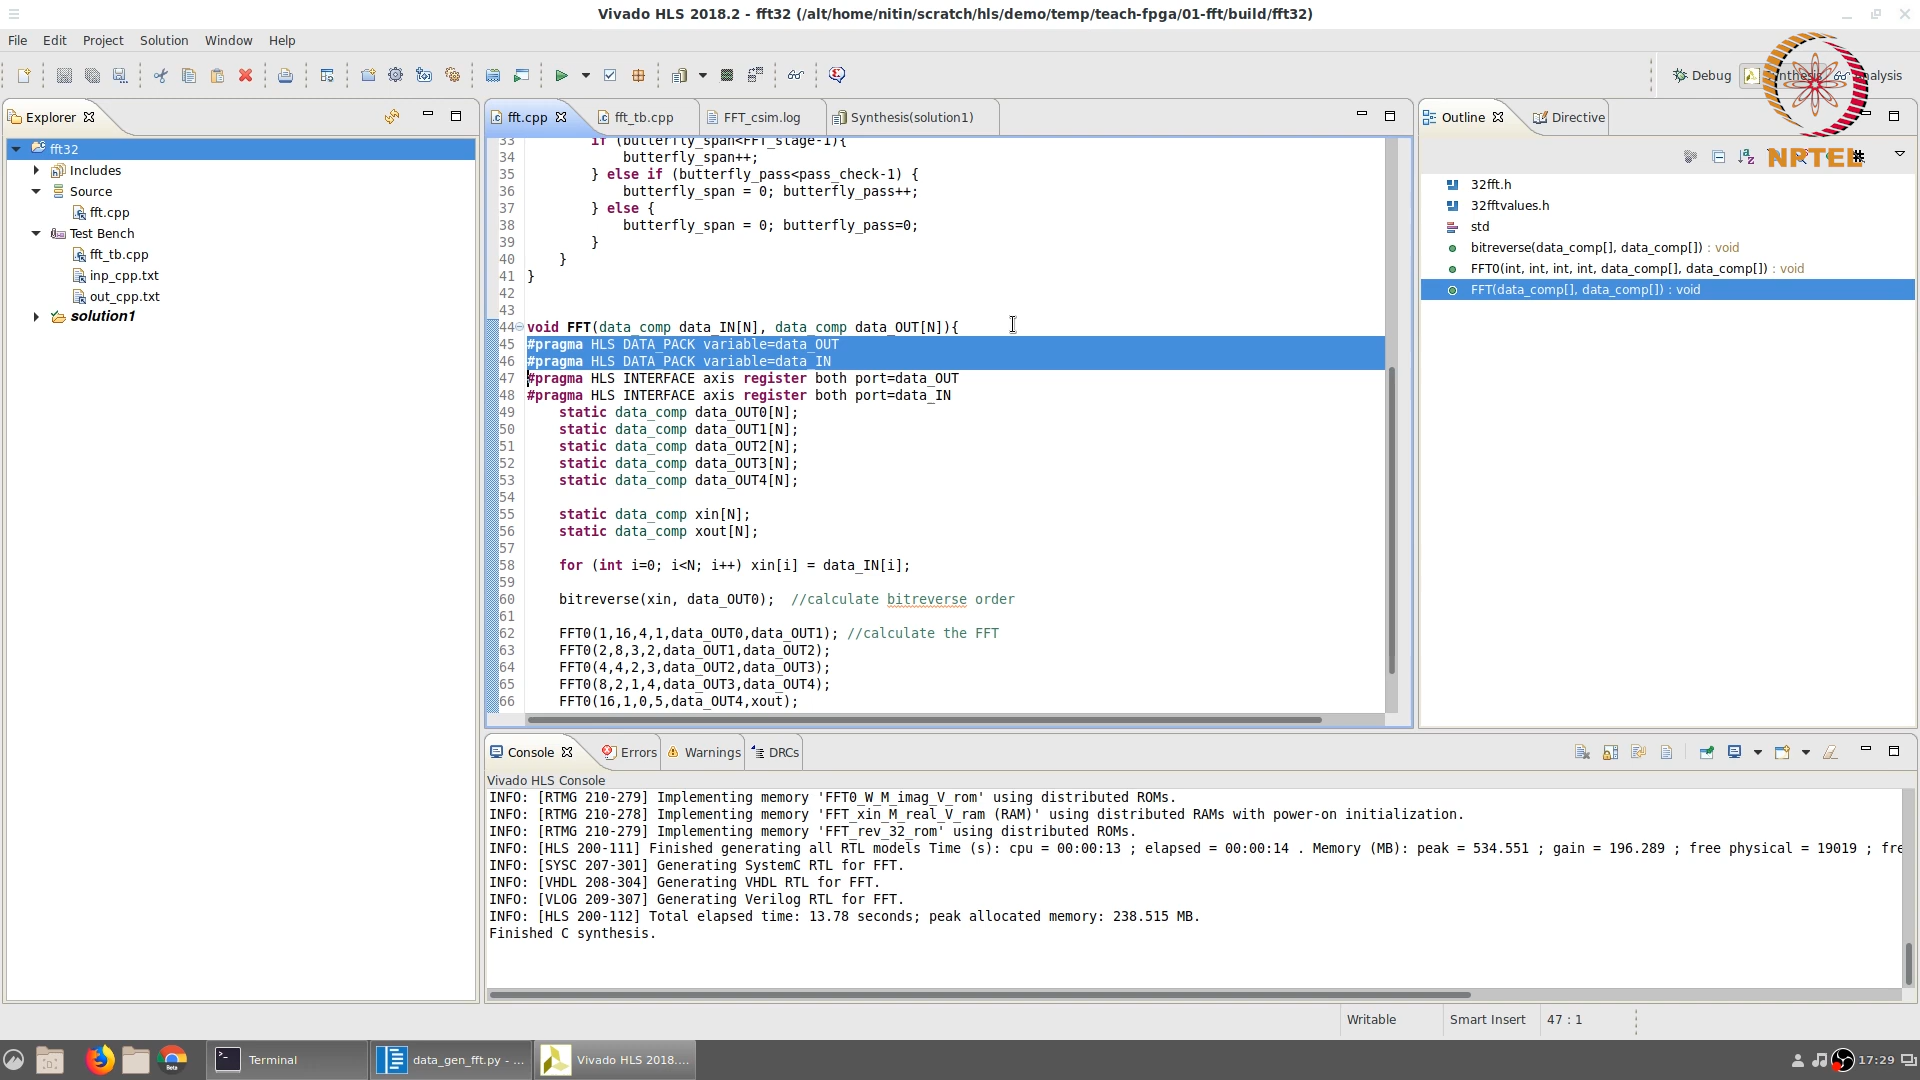 Vivado HLS 2018.2 - fft32 (/alt/home/nitin/scratch/hls/demo/temp/teach-fpga/01-fft/build/fft32)
File Edit Project Solution Window Help
Debug Synthesis Analysis
NPTEL
Explorer
fft32
Includes
Source
fft.cpp
Test Bench
fft_tb.cpp
inp_cpp.txt
out_cpp.txt
solution1
fft.cpp fft_tb.cpp FFT_csim.log Synthesis(solution1)
33 if (butterfly_span<FFT_stage-1){
34 butterfly_span++;
35 } else if (butterfly_pass<pass_check-1) {
36 butterfly_span = 0; butterfly_pass++;
37 } else {
38 butterfly_span = 0; butterfly_pass=0;
39 }
40 }
41 }
42
43
44 void FFT(data_comp data_IN[N], data_comp data_OUT[N]){
45 #pragma HLS DATA_PACK variable=data_OUT
46 #pragma HLS DATA_PACK variable=data_IN
47 #pragma HLS INTERFACE axis register both port=data_OUT
48 #pragma HLS INTERFACE axis register both port=data_IN
49 static data_comp data_OUT0[N];
50 static data_comp data_OUT1[N];
51 static data_comp data_OUT2[N];
52 static data_comp data_OUT3[N];
53 static data_comp data_OUT4[N];
54
55 static data_comp xin[N];
56 static data_comp xout[N];
57
58 for (int i=0; i<N; i++) xin[i] = data_IN[i];
59
60 bitreverse(xin, data_OUT0); //calculate bitreverse order
61
62 FFT0(1,16,4,1,data_OUT0,data_OUT1); //calculate the FFT
63 FFT0(2,8,3,2,data_OUT1,data_OUT2);
64 FFT0(4,4,2,3,data_OUT2,data_OUT3);
65 FFT0(8,2,1,4,data_OUT3,data_OUT4);
66 FFT0(16,1,0,5,data_OUT4,xout);
Outline Directive
32fft.h
32fftvalues.h
std
bitreverse(data_comp[], data_comp[]) : void
FFT0(int, int, int, int, data_comp[], data_comp[]) : void
FFT(data_comp[], data_comp[]) : void
Console Errors Warnings DRCs
Vivado HLS Console
INFO: [RTMG 210-279] Implementing memory 'FFT0_W_M_imag_V_rom' using distributed ROMs.
INFO: [RTMG 210-278] Implementing memory 'FFT_xin_M_real_V_ram (RAM)' using distributed RAMs with power-on initialization.
INFO: [RTMG 210-279] Implementing memory 'FFT_rev_32_rom' using distributed ROMs.
INFO: [HLS 200-111] Finished generating all RTL models Time (s): cpu = 00:00:13 ; elapsed = 00:00:14 . Memory (MB): peak = 534.551 ; gain = 196.289 ; free physical = 19019 ; fre
INFO: [SYSC 207-301] Generating SystemC RTL for FFT.
INFO: [VHDL 208-304] Generating VHDL RTL for FFT.
INFO: [VLOG 209-307] Generating Verilog RTL for FFT.
INFO: [HLS 200-112] Total elapsed time: 13.78 seconds; peak allocated memory: 238.515 MB.
Finished C synthesis.
Writable Smart Insert 47 : 1
Terminal data_gen_fft.py - ... Vivado HLS 2018.... 17:29